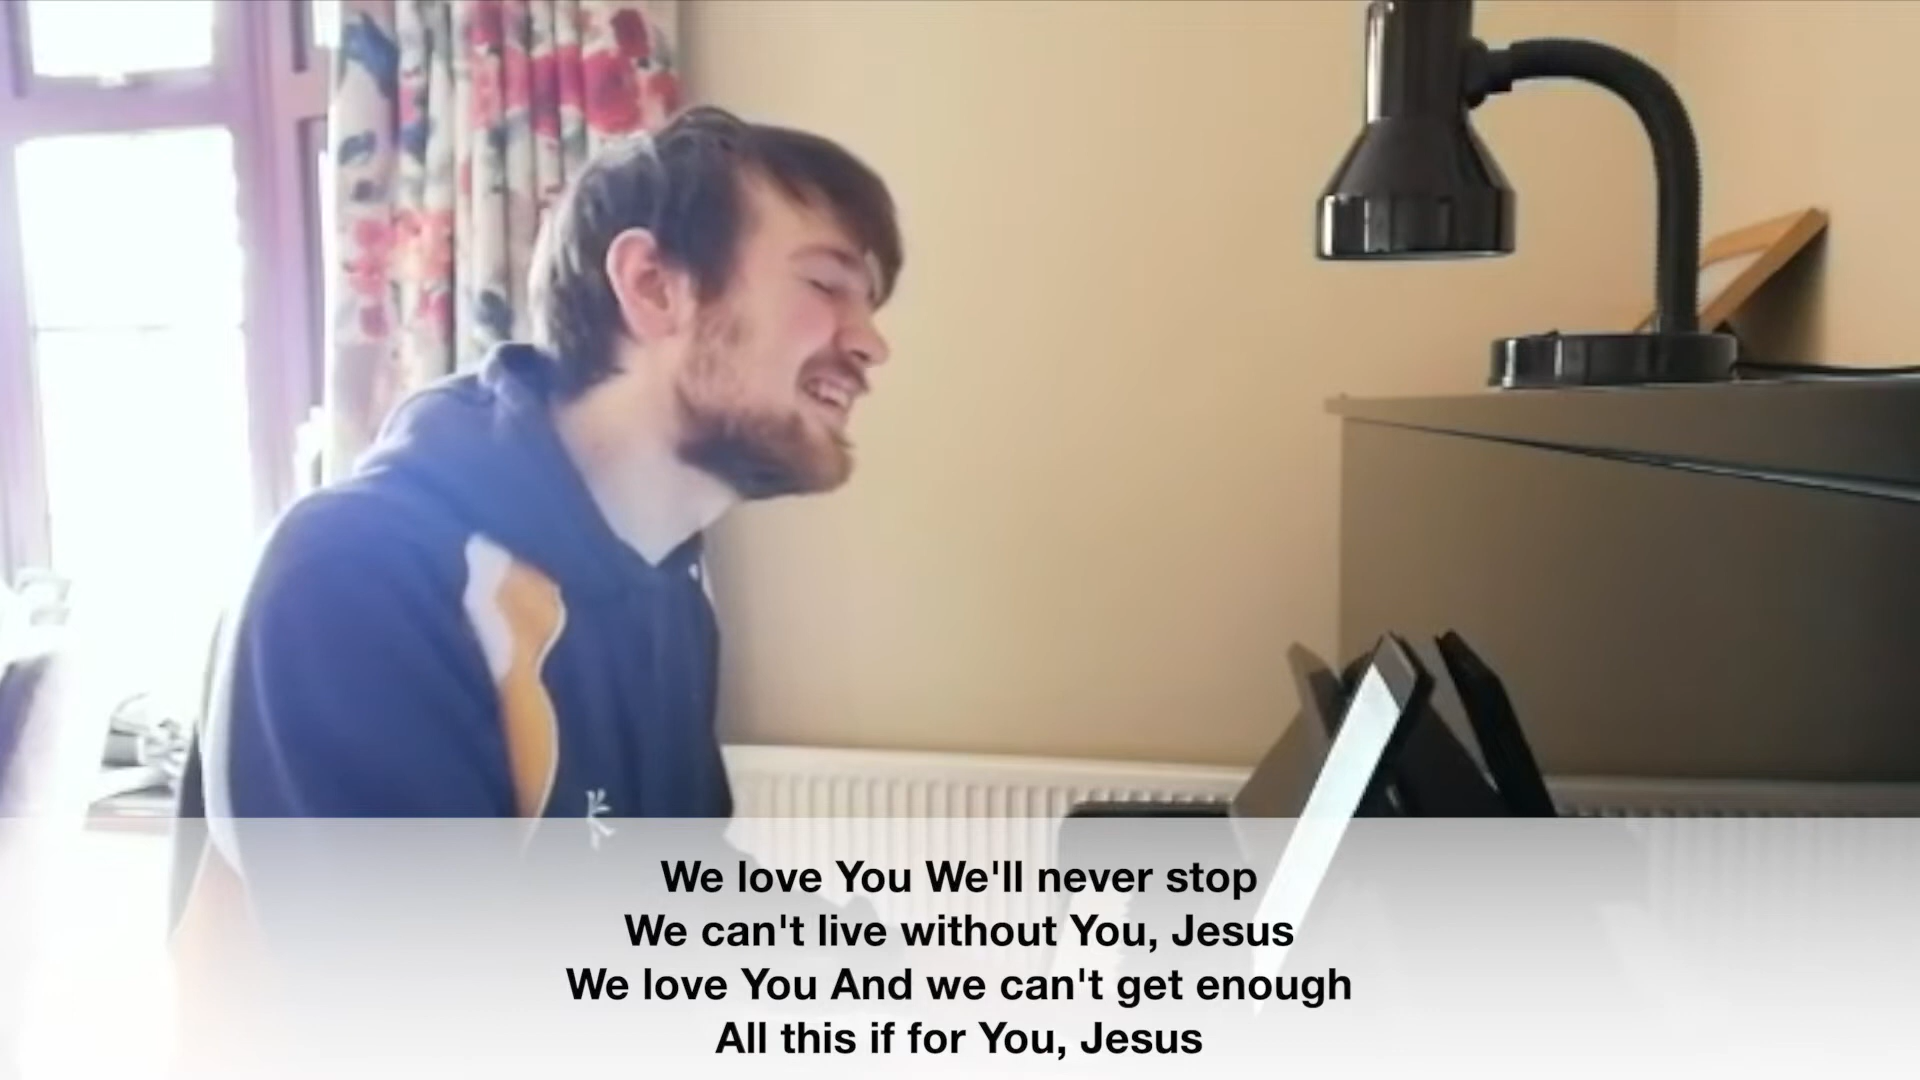 We love You We'll never stop
We can't live without You, Jesus
We love You And we can't get enough
All this if for You, Jesus